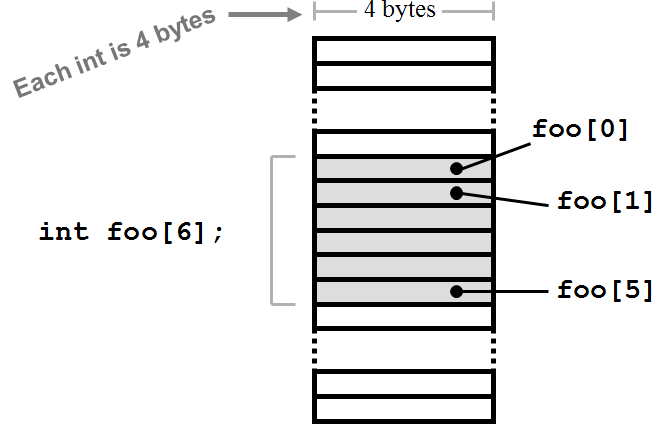 Each int is 4 bytes
4 bytes
foo[0]
foo[1]
int foo[6];
foo[5]